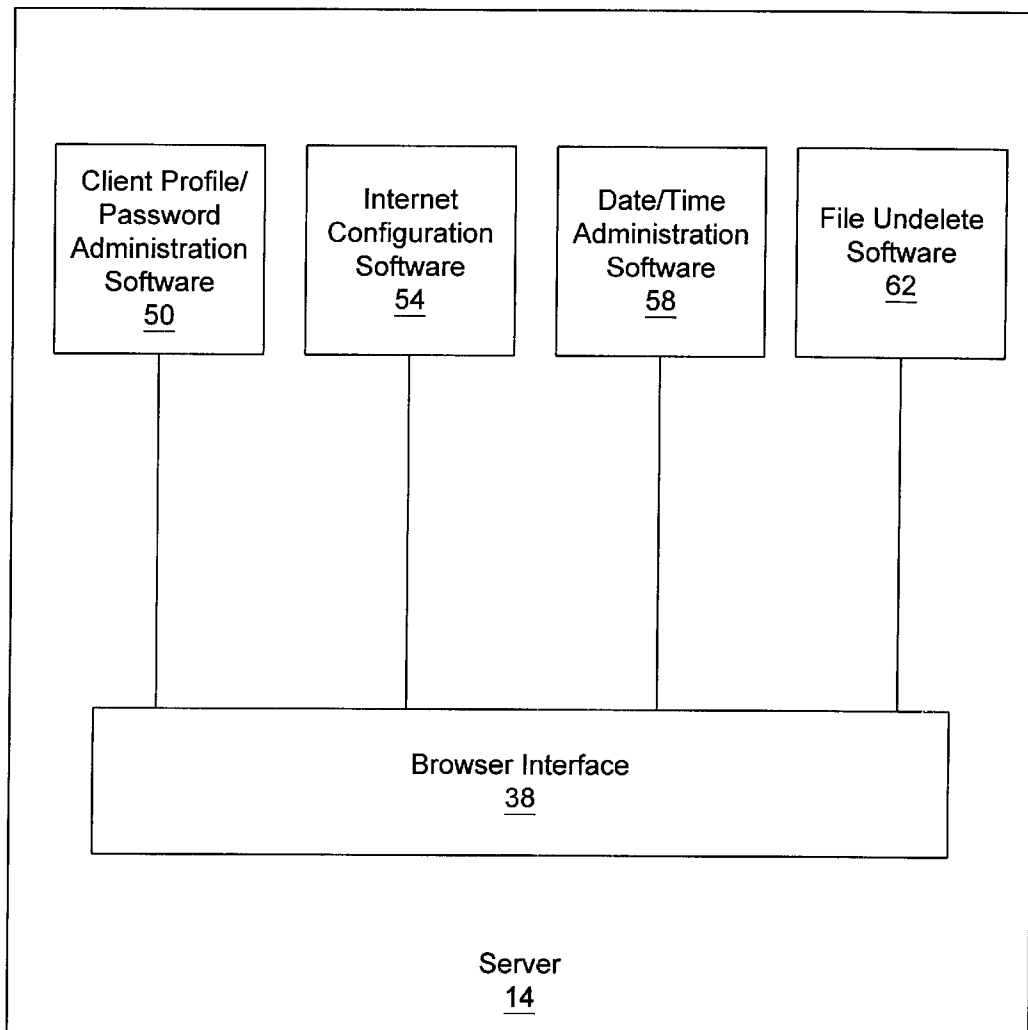 Client Profile/
Password
Administration
Software
50
Internet
Configuration
Software
54
Date/Time
Administration
Software
58
File Undelete
Software
62
Browser Interface
38
Server
14